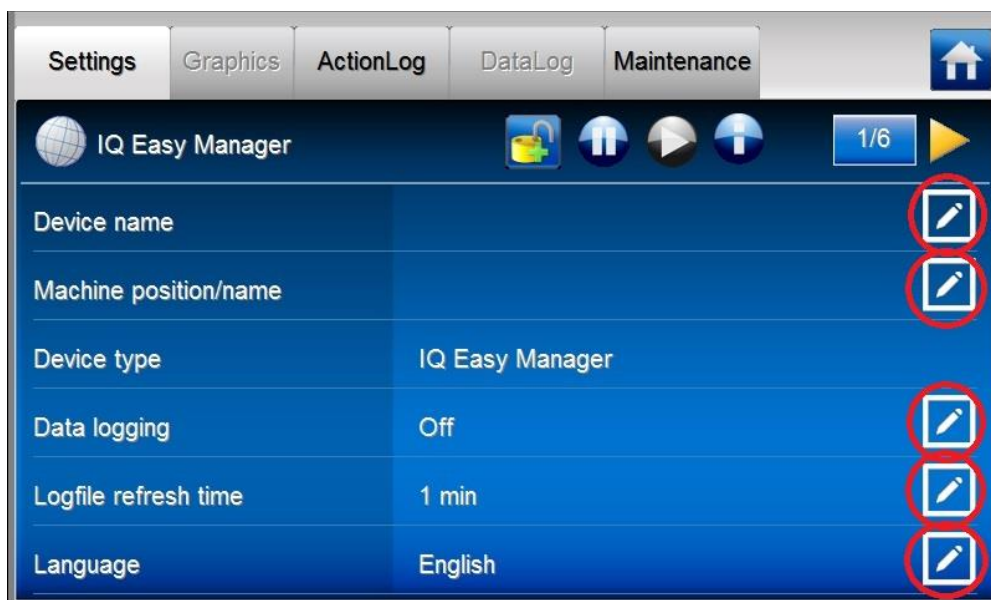 Settings Graphics ActionLog DataLog Maintenance
IQ Easy Manager 1/6
Device name
Machine position/name
Device type IQ Easy Manager
Data logging Off
Logfile refresh time 1 min
Language English